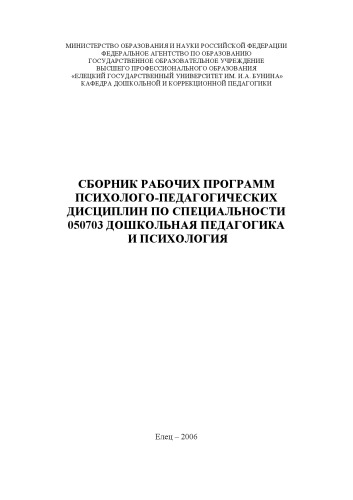 МИНИСТЕРСТВО ОБРАЗОВАНИЯ И НАУКИ РОССИЙСКОЙ ФЕДЕРАЦИИ
ФЕДЕРАЛЬНОЕ АГЕНТСТВО ПО ОБРАЗОВАНИЮ
ГОСУДАРСТВЕННОЕ ОБРАЗОВАТЕЛЬНОЕ УЧРЕЖДЕНИЕ
ВЫСШЕГО ПРОФЕССИОНАЛЬНОГО ОБРАЗОВАНИЯ
«ЕЛЕЦКИЙ ГОСУДАРСТВЕННЫЙ УНИВЕРСИТЕТ ИМ. И.А. БУНИНА»
КАФЕДРА ДОШКОЛЬНОЙ И КОРРЕКЦИОННОЙ ПЕДАГОГИКИ
СБОРНИК РАБОЧИХ ПРОГРАММ
ПСИХОЛОГО-ПЕДАГОГИЧЕСКИХ
ДИСЦИПЛИН ПО СПЕЦИАЛЬНОСТИ
050703 ДОШКОЛЬНАЯ ПЕДАГОГИКА
И ПСИХОЛОГИЯ
Елец – 2006